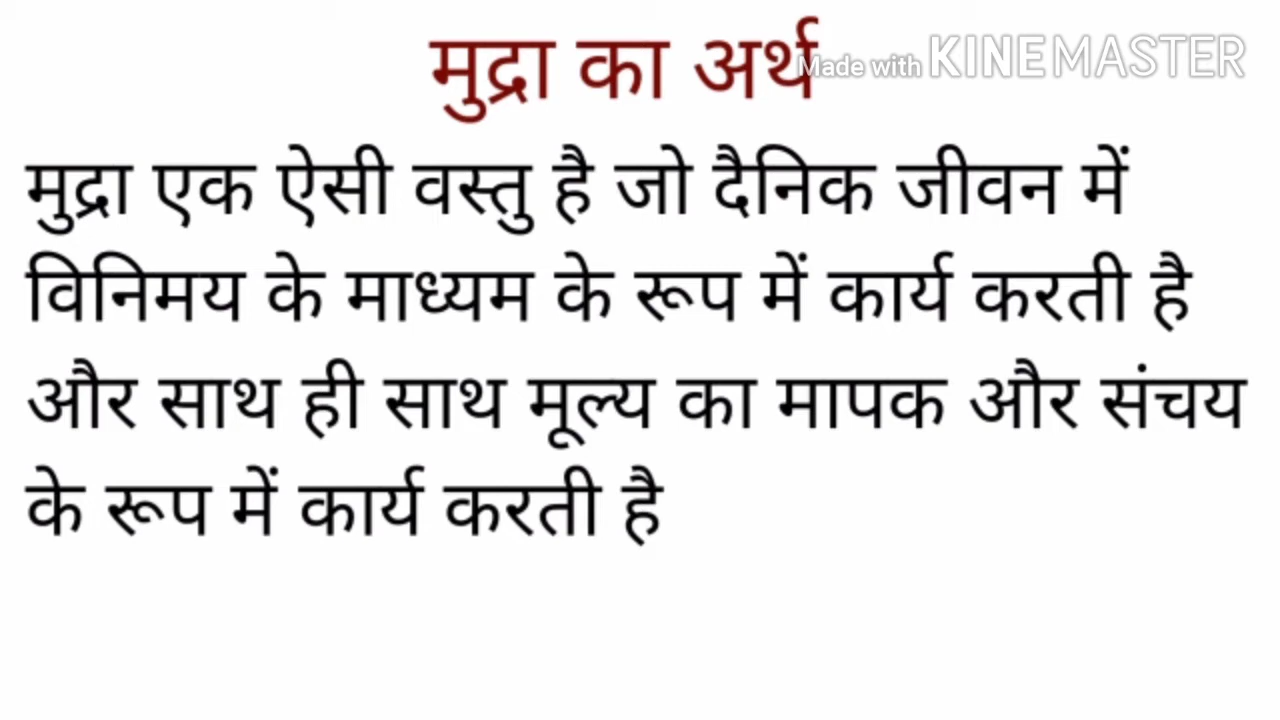 मुद्रा का अर्थ
Made with KINEMASTER
मुद्रा एक ऐसी वस्तु है जो दैनिक जीवन में
विनिमय के माध्यम के रूप में कार्य करती है
और साथ ही साथ मूल्य का मापक और संचय
के रूप में कार्य करती है